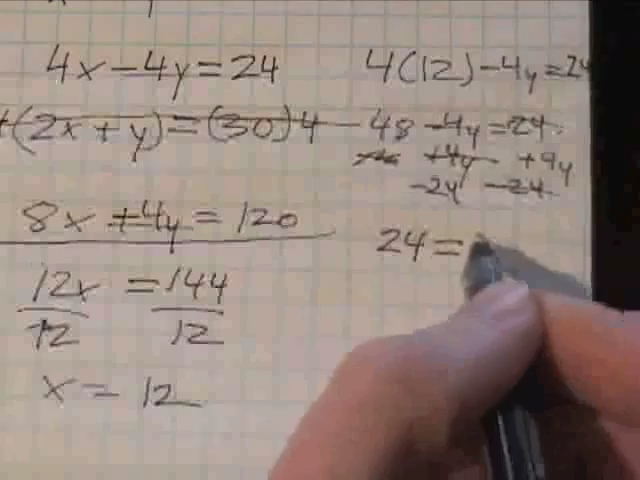 4x - 4y = 24
4(2x + y) = (30)4
8x + 4y = 120
12x = 144
12 12
x = 12
4(12) - 4y = 24
48 - 4y = 24
+4y +4y
-24 -24
24 =